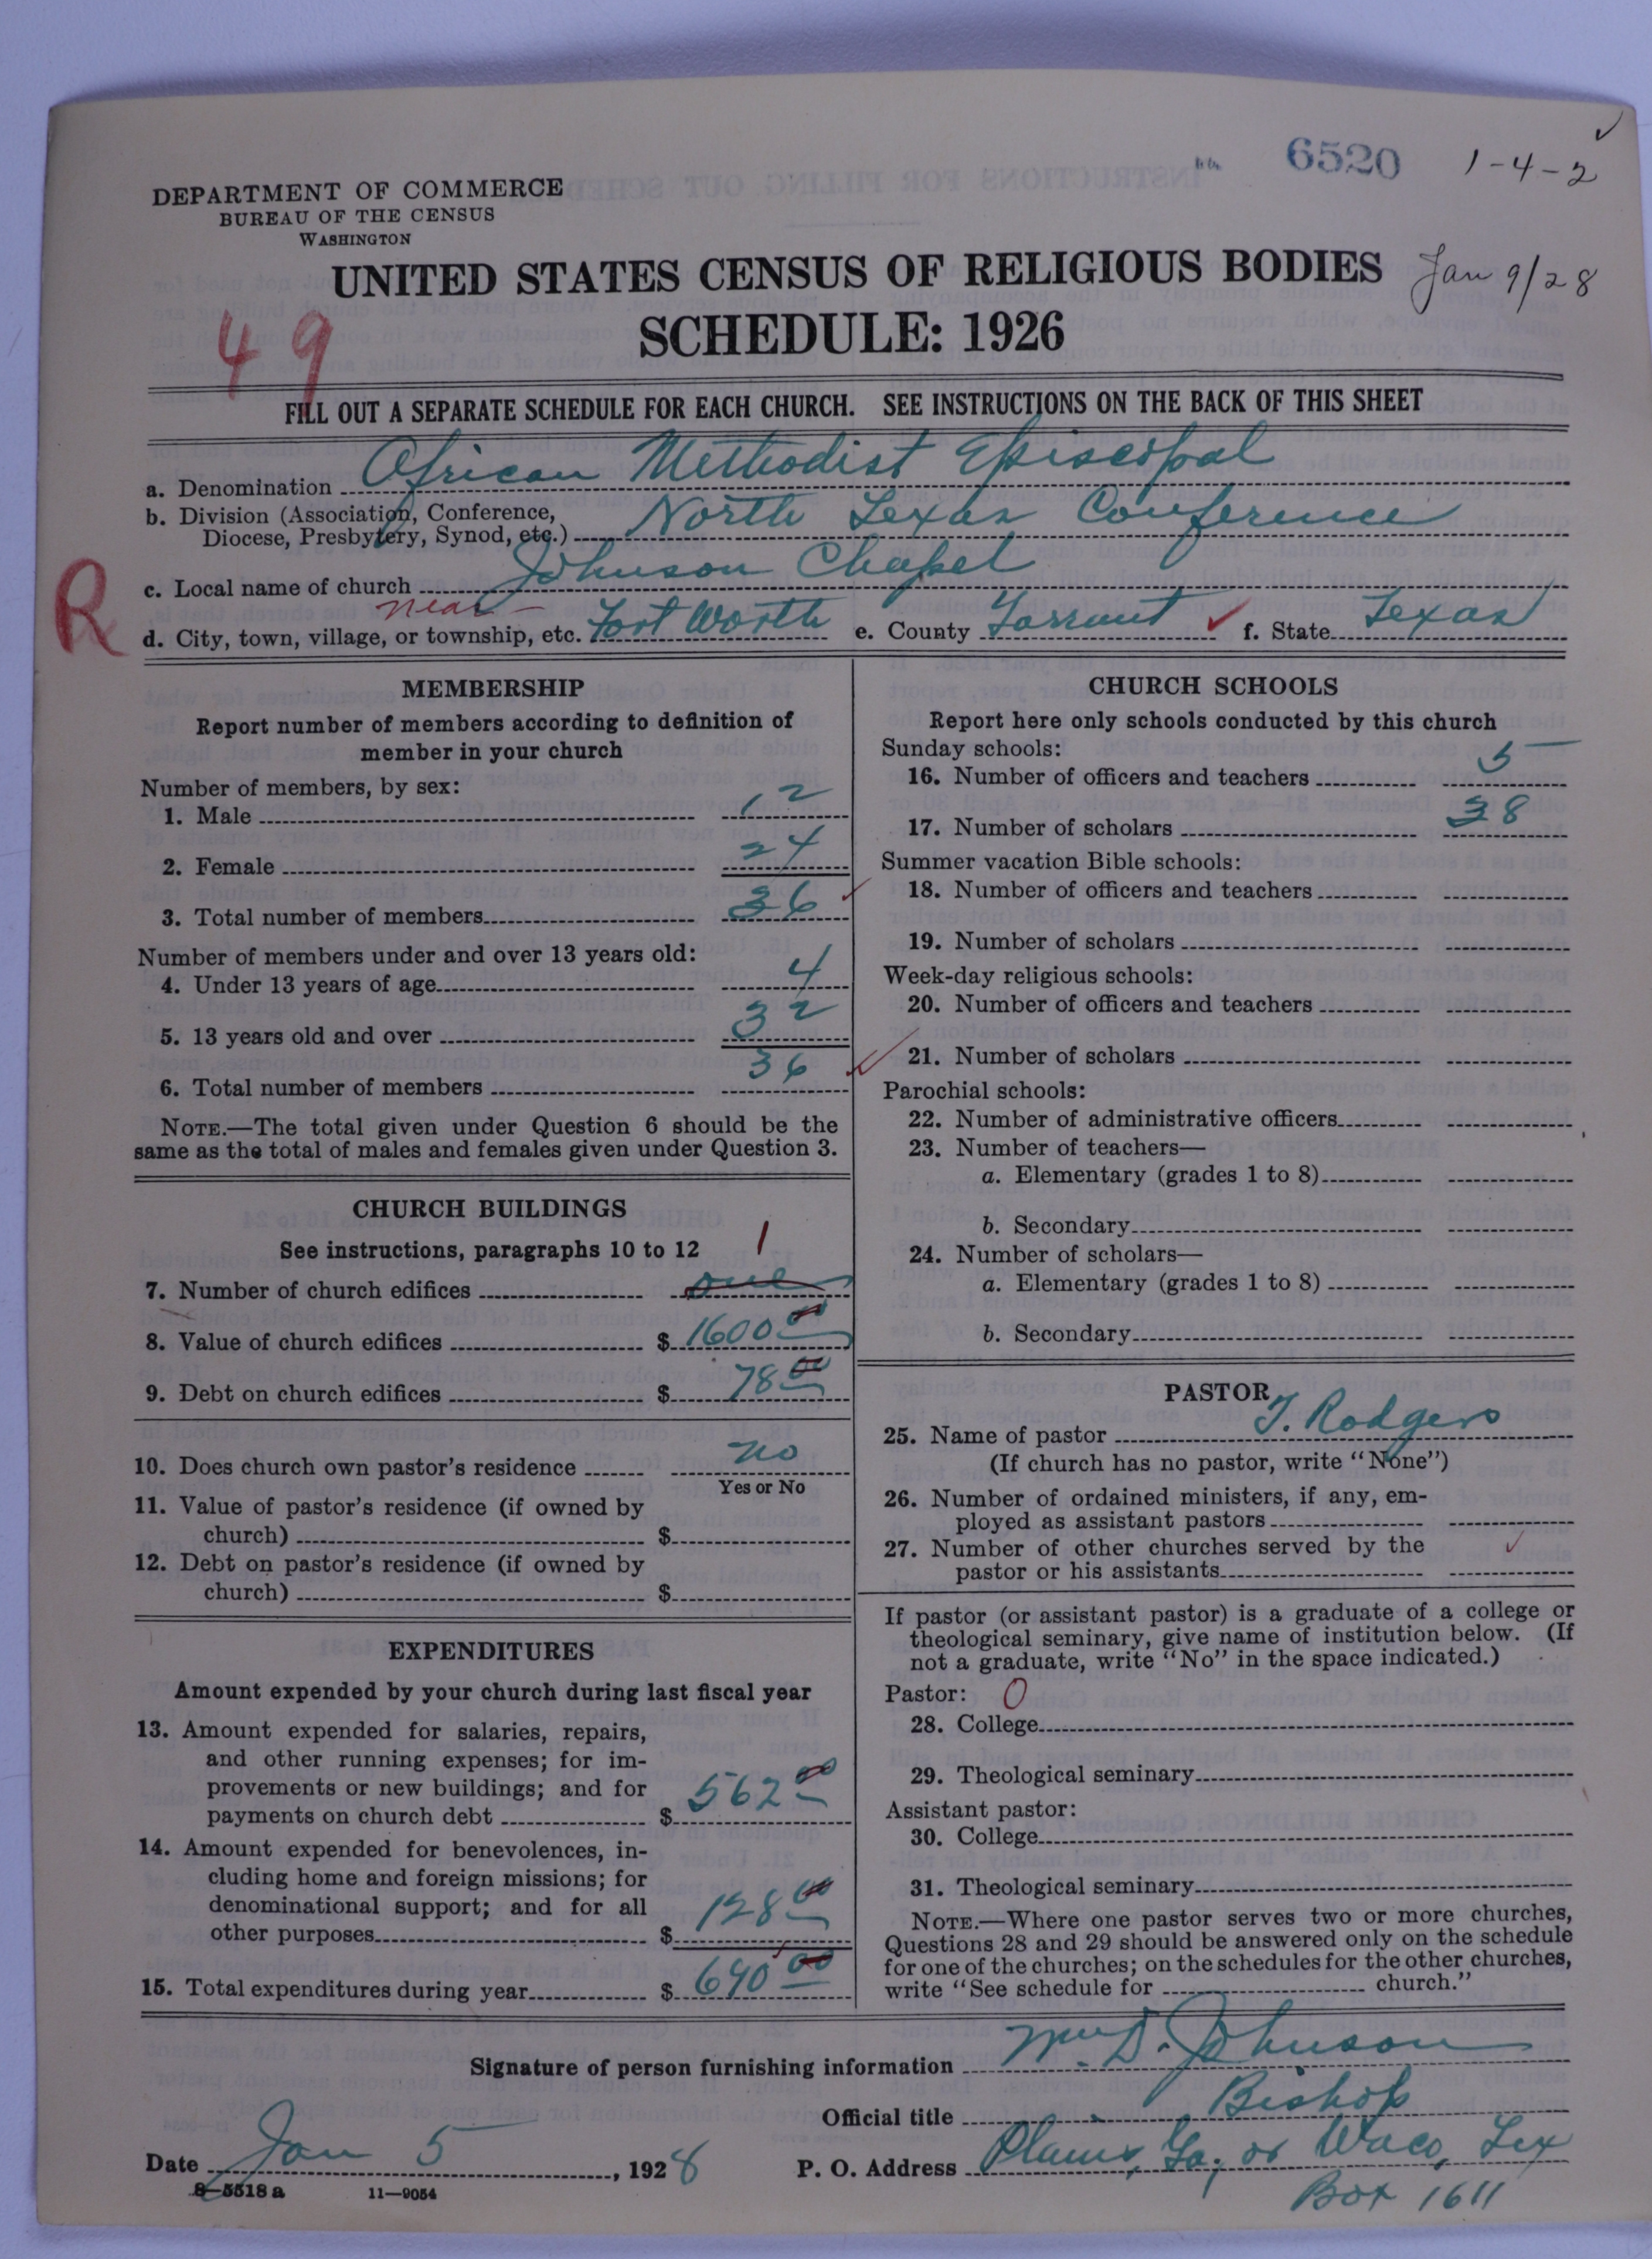 6520 1-4-2
DEPARTMENT OF COMMERCE
BUREAU OF THE CENSUS
WASHINGTON
UNITED STATES CENSUS OF RELIGIOUS BODIES Jan 9/28
SCHEDULE: 1926
49
FILL OUT A SEPARATE SCHEDULE FOR EACH CHURCH. SEE INSTRUCTIONS ON THE BACK OF THIS SHEET
a. Denomination African Methodist Episcopal
b. Division (Association, Conference,
Diocese, Presbytery, Synod, etc.) North Texas Conference
R
c. Local name of church Johnson Chapel
near
d. City, town, village, or township, etc. Fort Worth e. County Tarrant f. State Texas
MEMBERSHIP
Report number of members according to definition of
member in your church
Number of members, by sex:
1. Male 12
2. Female 24
3. Total number of members 36
Number of members under and over 13 years old:
4. Under 13 years of age 4
5. 13 years old and over 32
6. Total number of members 36
NOTE.—The total given under Question 6 should be the
same as the total of males and females given under Question 3.
CHURCH BUILDINGS
See instructions, paragraphs 10 to 12
1
7. Number of church edifices one
8. Value of church edifices $ 1600 00
9. Debt on church edifices $ 78 00
10. Does church own pastor's residence no
Yes or No
11. Value of pastor's residence (if owned by
church) $
12. Debt on pastor's residence (if owned by
church) $
EXPENDITURES
Amount expended by your church during last fiscal year
13. Amount expended for salaries, repairs,
and other running expenses; for im-
provements or new buildings; and for
payments on church debt $ 562 00
14. Amount expended for benevolences, in-
cluding home and foreign missions; for
denominational support; and for all
other purposes $ 128 00
15. Total expenditures during year $ 690 00
CHURCH SCHOOLS
Report here only schools conducted by this church
Sunday schools:
16. Number of officers and teachers 5
17. Number of scholars 38
Summer vacation Bible schools:
18. Number of officers and teachers
19. Number of scholars
Week-day religious schools:
20. Number of officers and teachers
21. Number of scholars
Parochial schools:
22. Number of administrative officers
23. Number of teachers—
a. Elementary (grades 1 to 8)
b. Secondary
24. Number of scholars—
a. Elementary (grades 1 to 8)
b. Secondary
PASTOR
25. Name of pastor T. Rodgers
(If church has no pastor, write "None")
26. Number of ordained ministers, if any, em-
ployed as assistant pastors
27. Number of other churches served by the
pastor or his assistants
If pastor (or assistant pastor) is a graduate of a college or
theological seminary, give name of institution below. (If
not a graduate, write "No" in the space indicated.)
Pastor: 0
28. College
29. Theological seminary
Assistant pastor:
30. College
31. Theological seminary
NOTE.—Where one pastor serves two or more churches,
Questions 28 and 29 should be answered only on the schedule
for one of the churches; on the schedules for the other churches,
write "See schedule for church."
Signature of person furnishing information Wm D. Johnson
Official title Bishop
Date Jan 5, 1928 P. O. Address Plains, Ga; or Waco, Tex
8-5518 a 11-9054 Box 1611